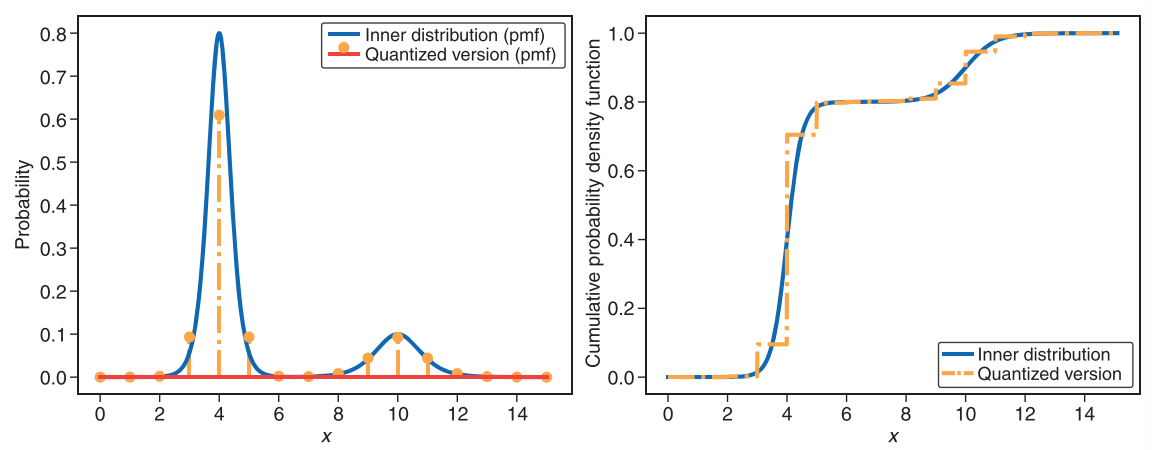 Probability
0.8
0.7
0.6
0.5
0.4
0.3
0.2
0.1
0.0
0 2 4 6 8 10 12 14
x
Inner distribution (pmf)
Quantized version (pmf)
Cumulative probability density function
1.0
0.8
0.6
0.4
0.2
0.0
0 2 4 6 8 10 12 14
x
Inner distribution
Quantized version